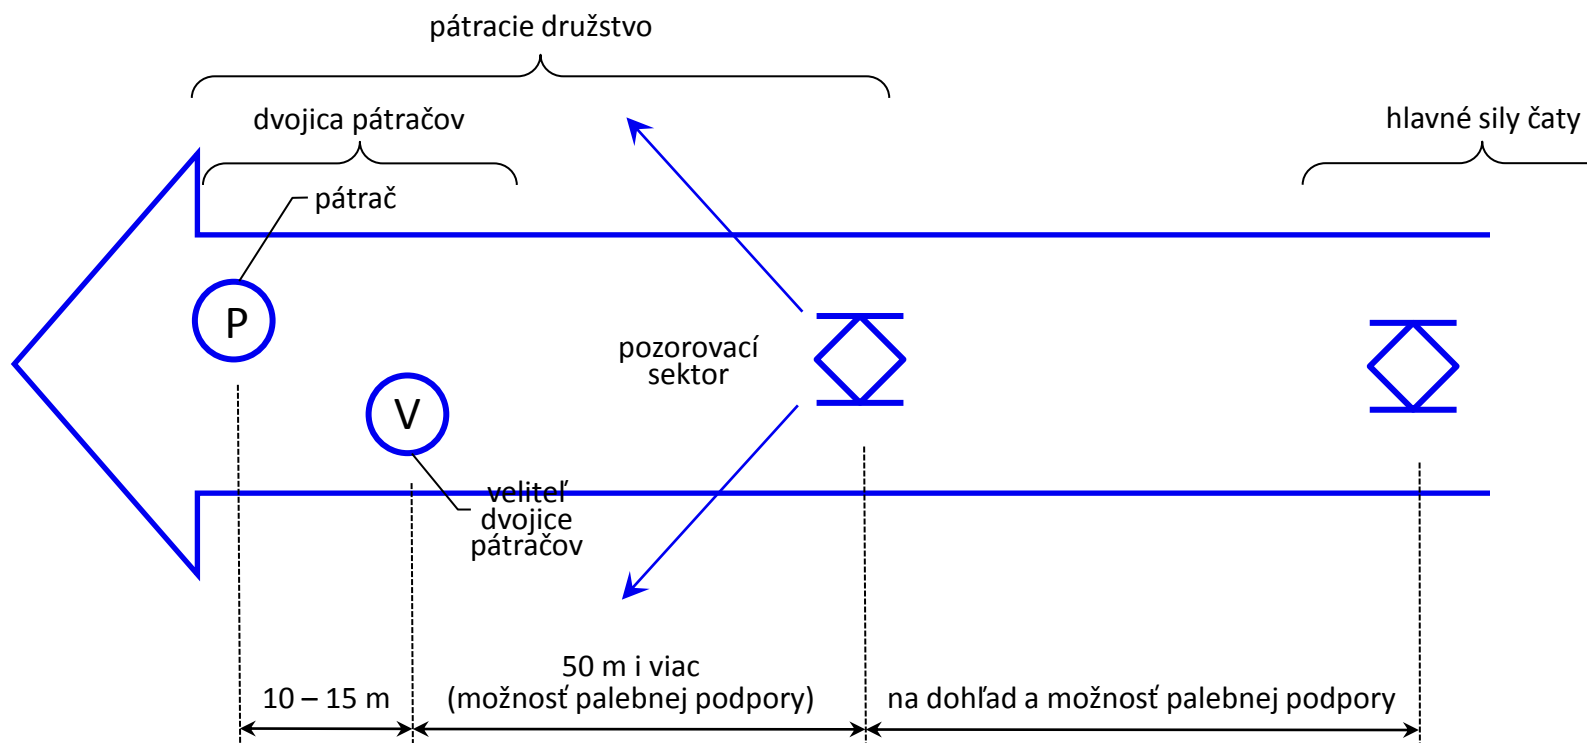 pátracie družstvo
dvojica pátračov
hlavné sily čaty
pátrač
P
pozorovací
sektor
V
veliteľ
dvojice
pátračov
50 m i viac
(možnosť palebnej podpory)
10 – 15 m
na dohľad a možnosť palebnej podpory